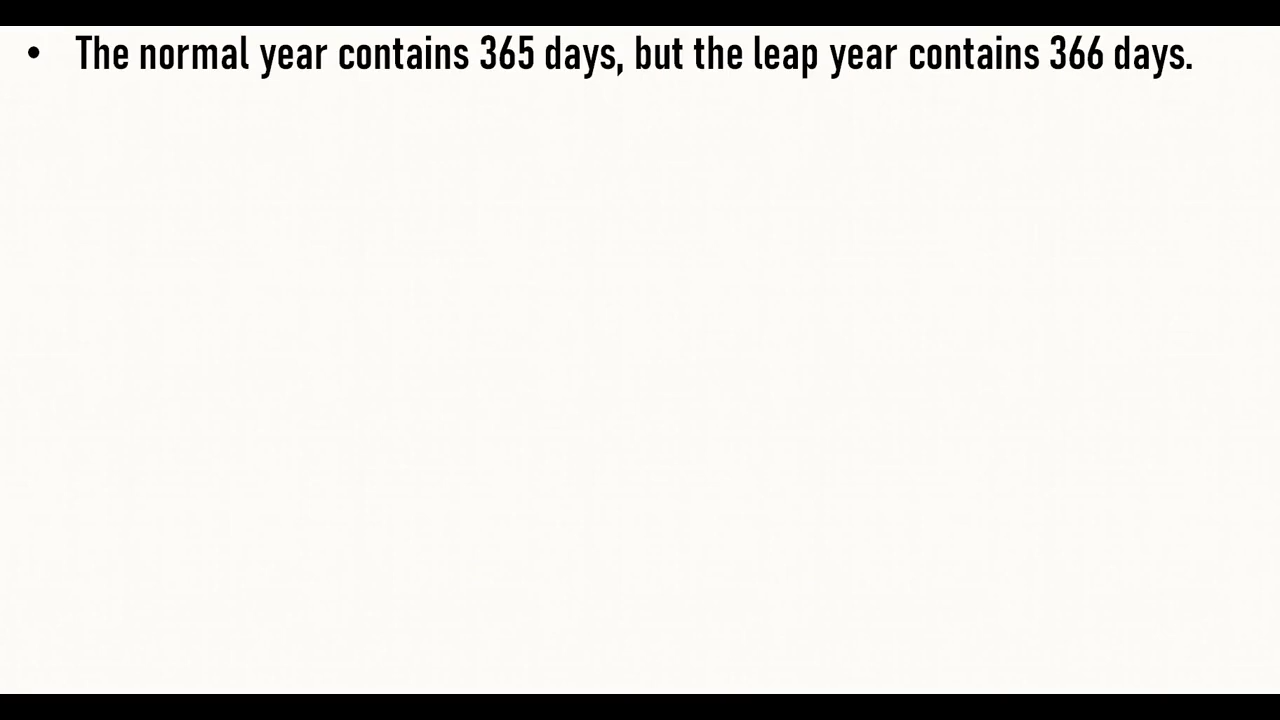 • The normal year contains 365 days, but the leap year contains 366 days.